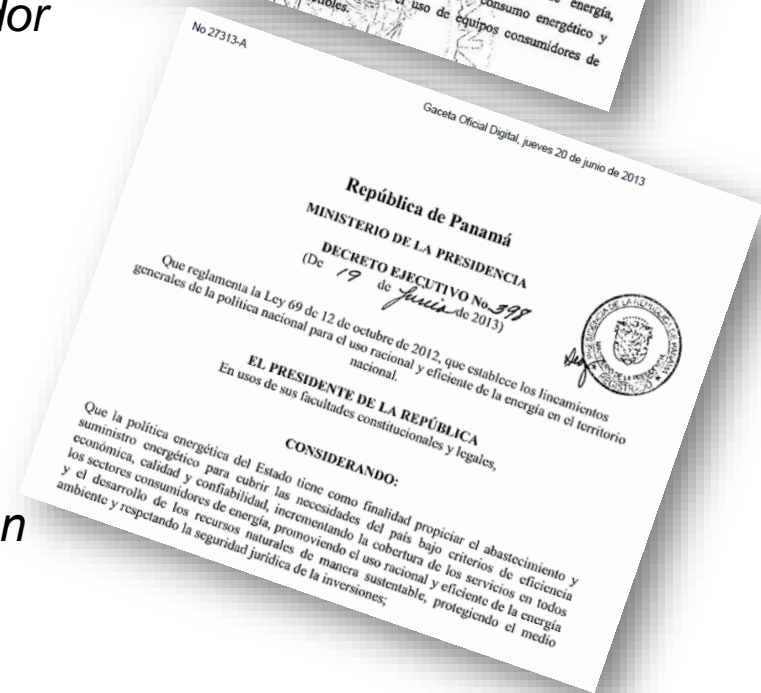 dor
energía,
consumo energético y
uso de equipos consumidores de
No 27313-A
Gaceta Oficial Digital, jueves 20 de junio de 2013
República de Panamá
MINISTERIO DE LA PRESIDENCIA
DECRETO EJECUTIVO No. 398
(De 19 de Junio de 2013)
Que reglamenta la Ley 69 de 12 de octubre de 2012, que establece los lineamientos
generales de la política nacional para el uso racional y eficiente de la energía en el territorio
nacional.
EL PRESIDENTE DE LA REPÚBLICA
En usos de sus facultades constitucionales y legales,
CONSIDERANDO:
Que la política energética del Estado tiene como finalidad propiciar el abastecimiento y
suministro energético para cubrir las necesidades del país bajo criterios de eficiencia
económica, calidad y confiabilidad, incrementando la cobertura de los servicios en todos
los sectores consumidores de energía, promoviendo el uso racional y eficiente de la energía
y el desarrollo de los recursos naturales de manera sustentable, protegiendo el medio
ambiente y respetando la seguridad jurídica de la inversiones;
n